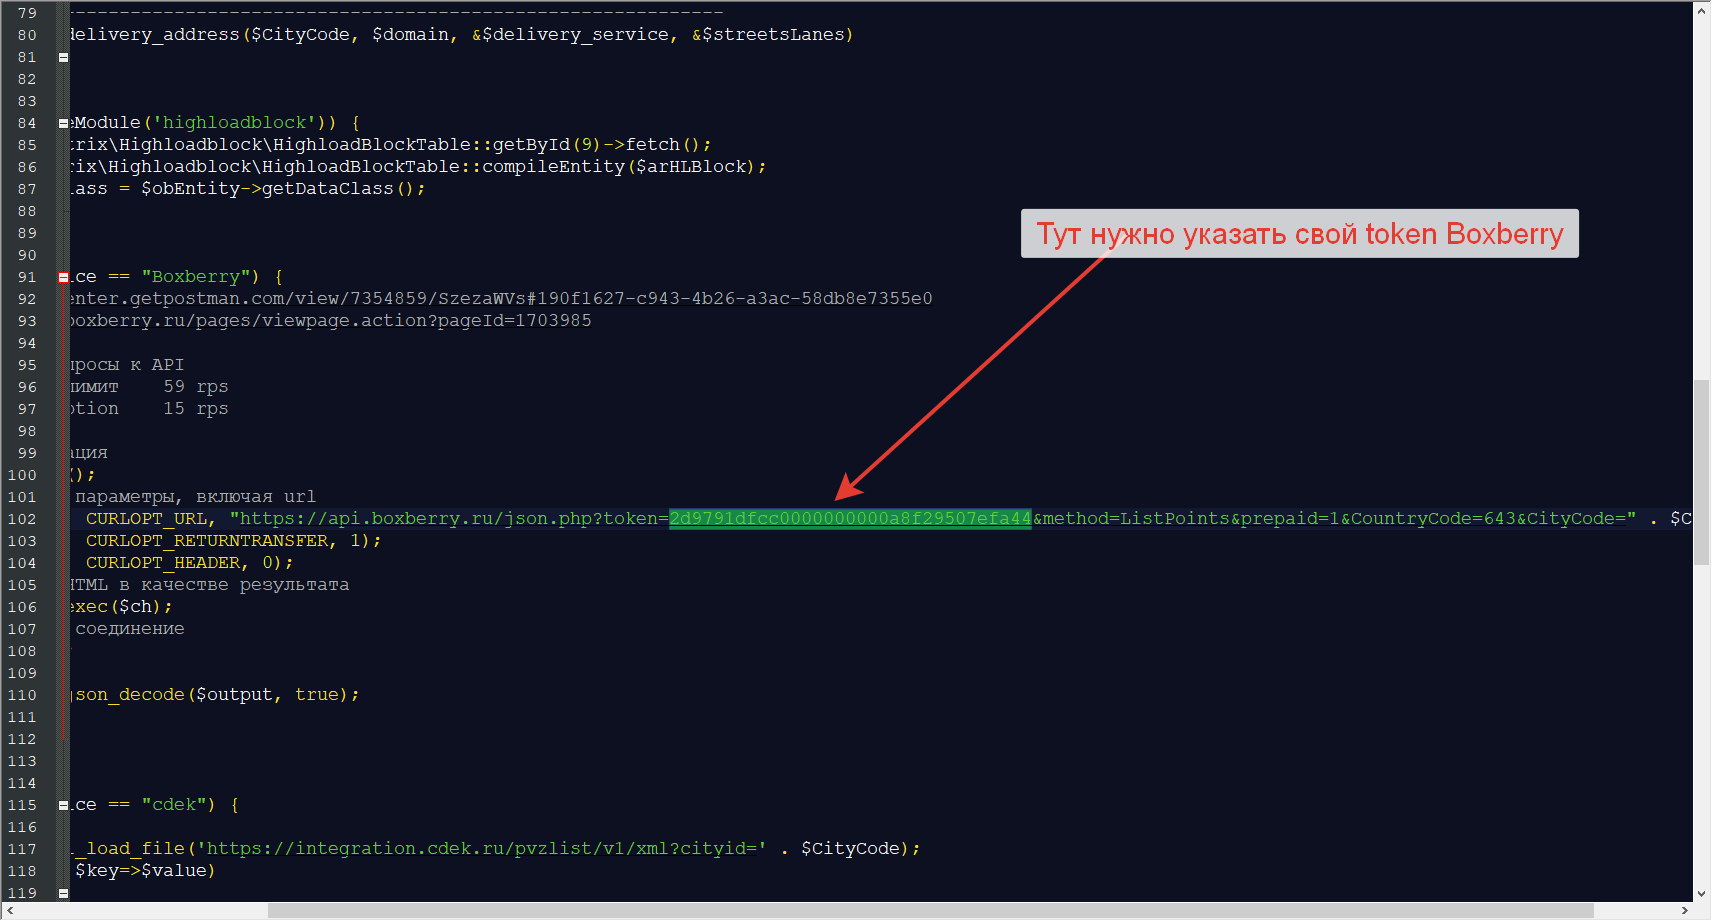 79 ------------------------------------------------------------
80 delivery_address($CityCode, $domain, &$delivery_service, &$streetsLanes)
81
82
83
84 eModule('highloadblock')) {
85 trix\Highloadblock\HighloadBlockTable::getById(9)->fetch();
86 rix\Highloadblock\HighloadBlockTable::compileEntity($arHLBlock);
87 lass = $obEntity->getDataClass();
88
89
Тут нужно указать свой token Boxberry
90
91 ice == "Boxberry") {
92 enter.getpostman.com/view/7354859/SzezaWVs#190f1627-c943-4b26-a3ac-58db8e7355e0
93 boxberry.ru/pages/viewpage.action?pageId=1703985
94
95 просы к API
96 лимит 59 rps
97 ption 15 rps
98
99 ация
100 ();
101 параметры, включая url
102 CURLOPT_URL, "https://api.boxberry.ru/json.php?token=2d9791dfcc0000000000a8f29507efa44&method=ListPoints&prepaid=1&CountryCode=643&CityCode=" . $C
103 CURLOPT_RETURNTRANSFER, 1);
104 CURLOPT_HEADER, 0);
105 HTML в качестве результата
106 exec($ch);
107 соединение
108
109
110 json_decode($output, true);
111
112
113
114
115 ice == "cdek") {
116
117 l_load_file('https://integration.cdek.ru/pvzlist/v1/xml?cityid=' . $CityCode);
118 $key=>$value)
119